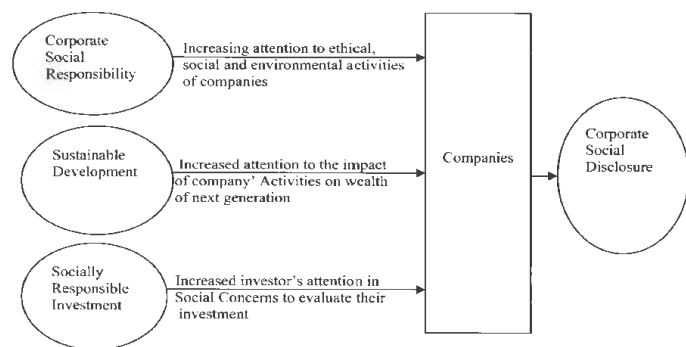 Corporate
Social
Responsibility
Increasing attention to ethical,
social and environmental activities
of companies
Sustainable
Development
Increased attention to the impact
of company' Activities on wealth
of next generation
Socially
Responsible
Investment
Increased investor's attention in
Social Concerns to evaluate their
investment
Companies
Corporate
Social
Disclosure